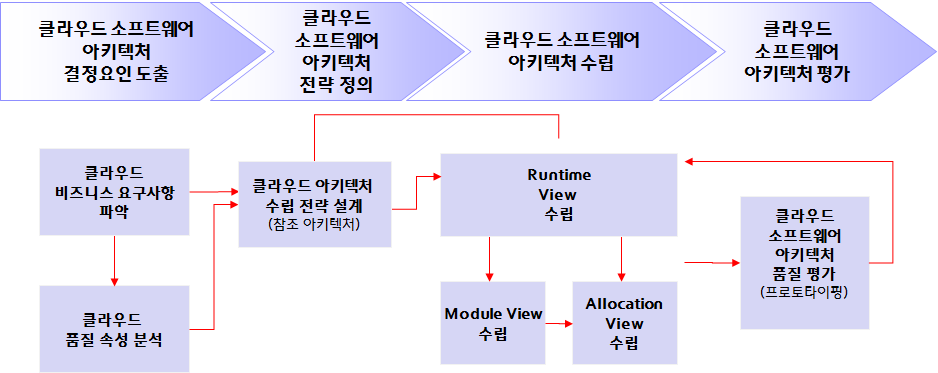 클라우드 소프트웨어
아키텍처
결정요인 도출
클라우드
소프트웨어
아키텍처
전략 정의
클라우드 소프트웨어
아키텍처 수립
클라우드
소프트웨어
아키텍처 평가
클라우드
비즈니스 요구사항
파악
클라우드
품질 속성 분석
클라우드 아키텍처
수립 전략 설계
(참조 아키텍처)
Runtime
View
수립
Module View
수립
Allocation
View
수립
클라우드
소프트웨어
아키텍처
품질 평가
(프로토타이핑)